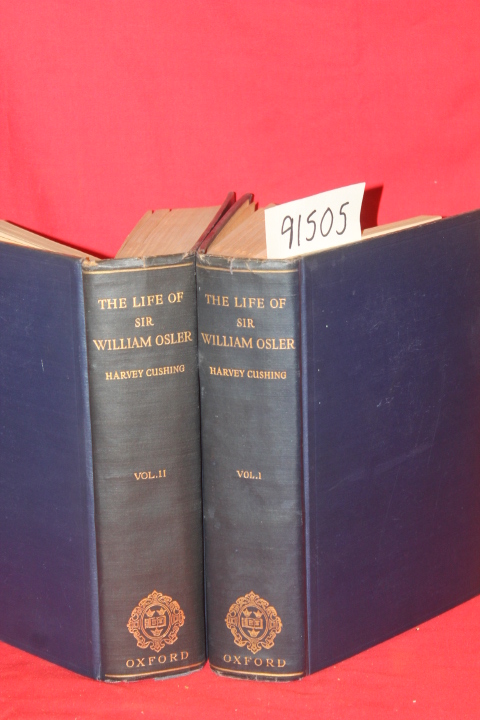 91505
THE LIFE OF
SIR
WILLIAM OSLER
HARVEY CUSHING
VOL.II
OXFORD
THE LIFE OF
SIR
WILLIAM OSLER
HARVEY CUSHING
VOL.I
OXFORD